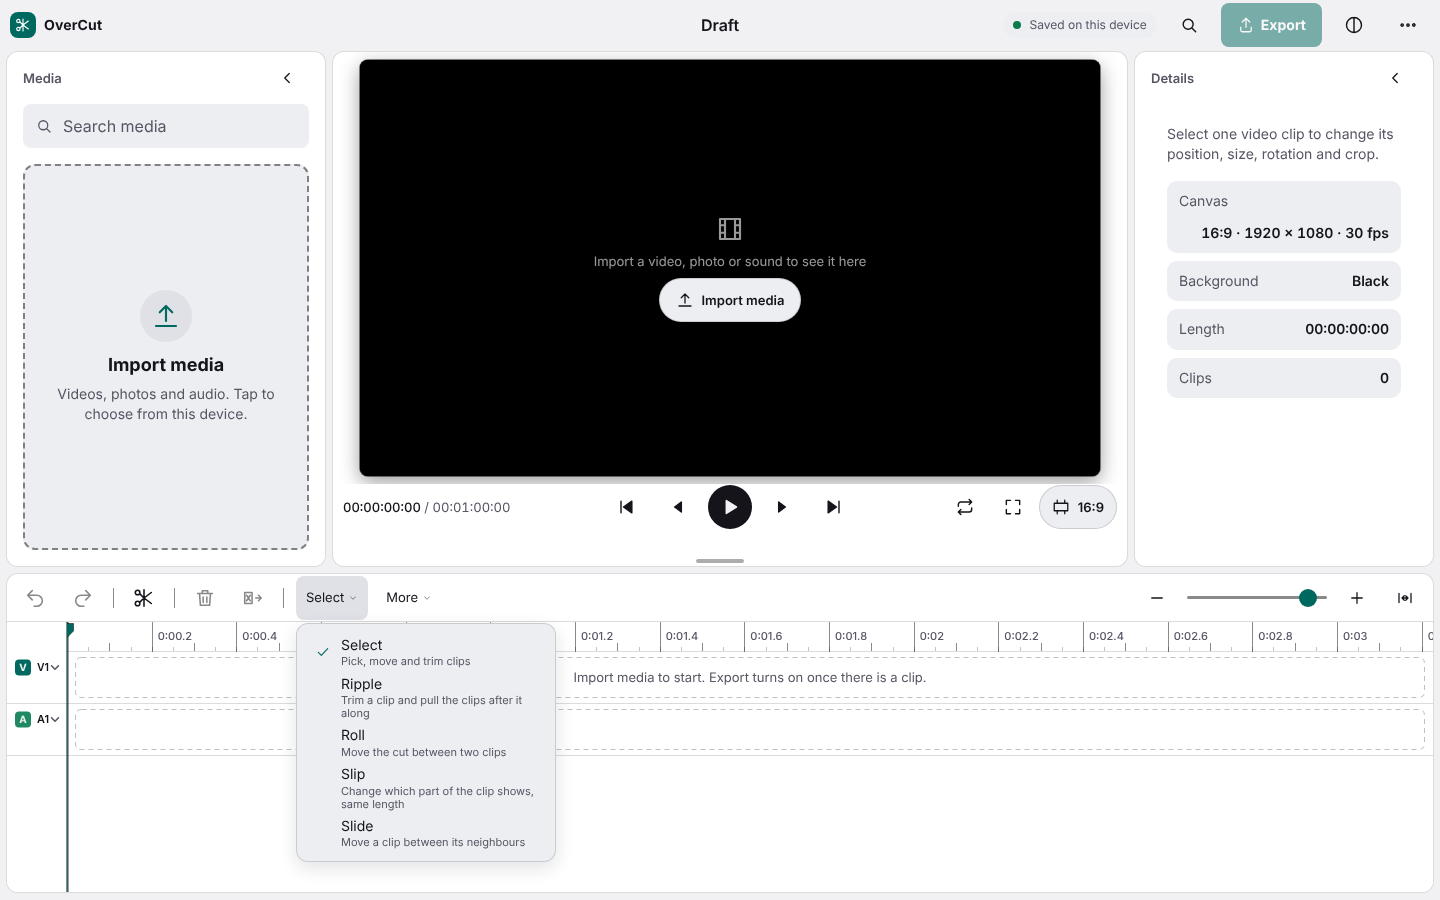 OverCut
Draft
Saved on this device
Export
Media
Search media
Import media
Videos, photos and audio. Tap to
choose from this device.
Import a video, photo or sound to see it here
Import media
00:00:00:00 / 00:01:00:00
16:9
Details
Select one video clip to change its
position, size, rotation and crop.
Canvas
16:9 · 1920 × 1080 · 30 fps
Background Black
Length 00:00:00:00
Clips 0
Select
More
0:00.2 0:00.4 0:01.2 0:01.4 0:01.6 0:01.8 0:02 0:02.2 0:02.4 0:02.6 0:02.8 0:03
V V1
Import media to start. Export turns on once there is a clip.
A A1
Select
Pick, move and trim clips
Ripple
Trim a clip and pull the clips after it
along
Roll
Move the cut between two clips
Slip
Change which part of the clip shows,
same length
Slide
Move a clip between its neighbours